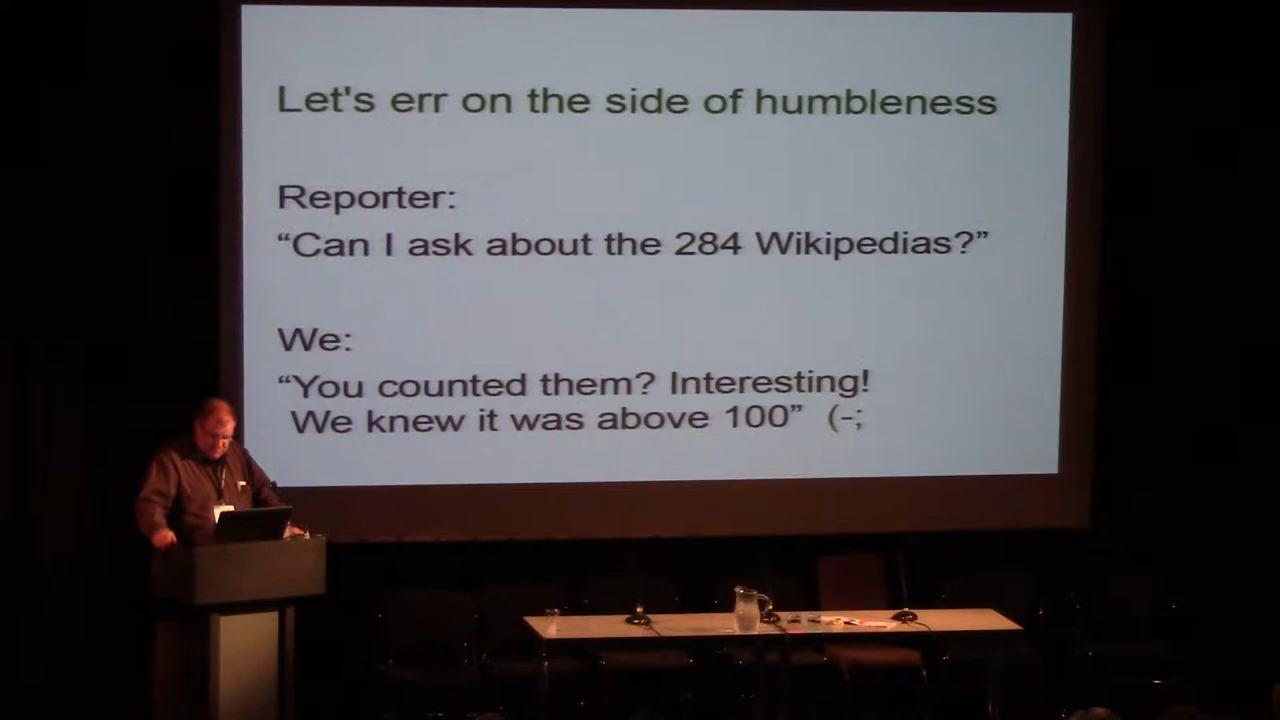 Let's err on the side of humbleness
Reporter:
“Can I ask about the 284 Wikipedias?”
We:
“You counted them? Interesting!
We knew it was above 100” (-;